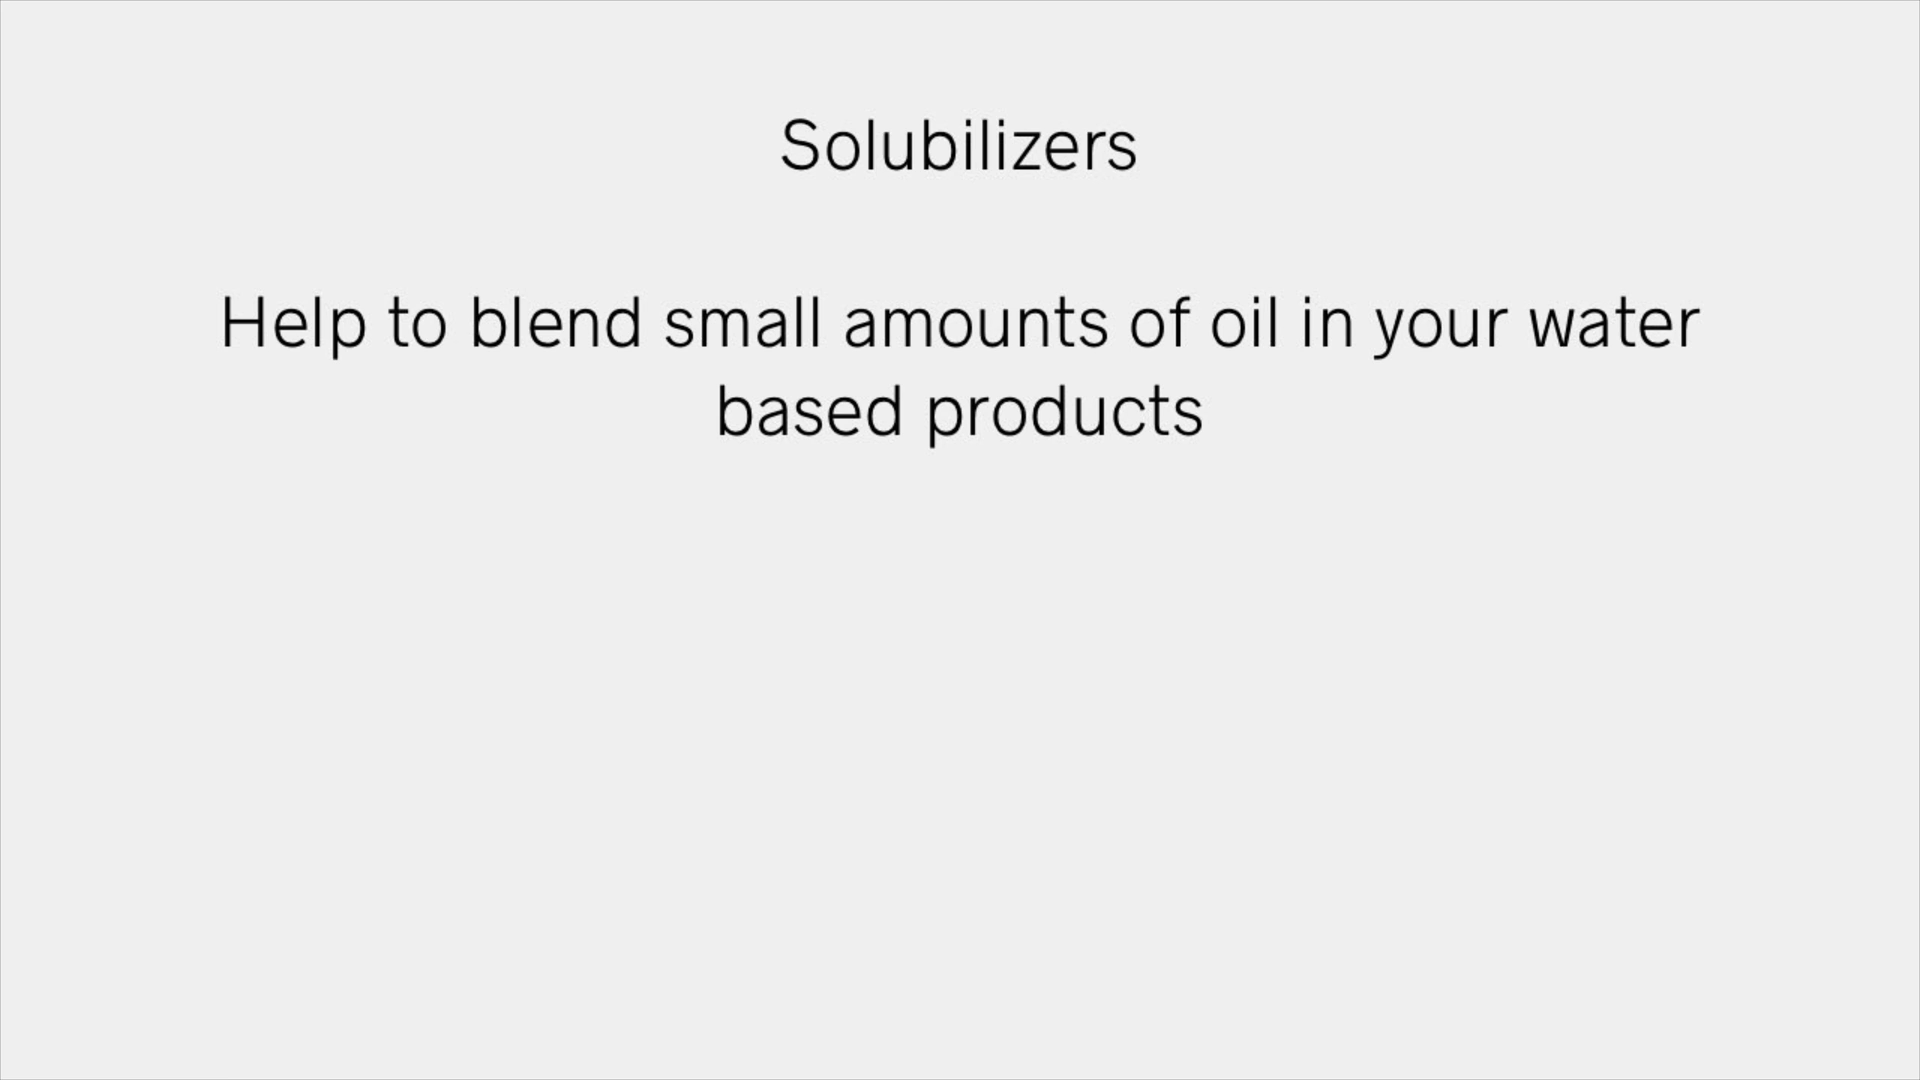 Solubilizers
Help to blend small amounts of oil in your water
based products